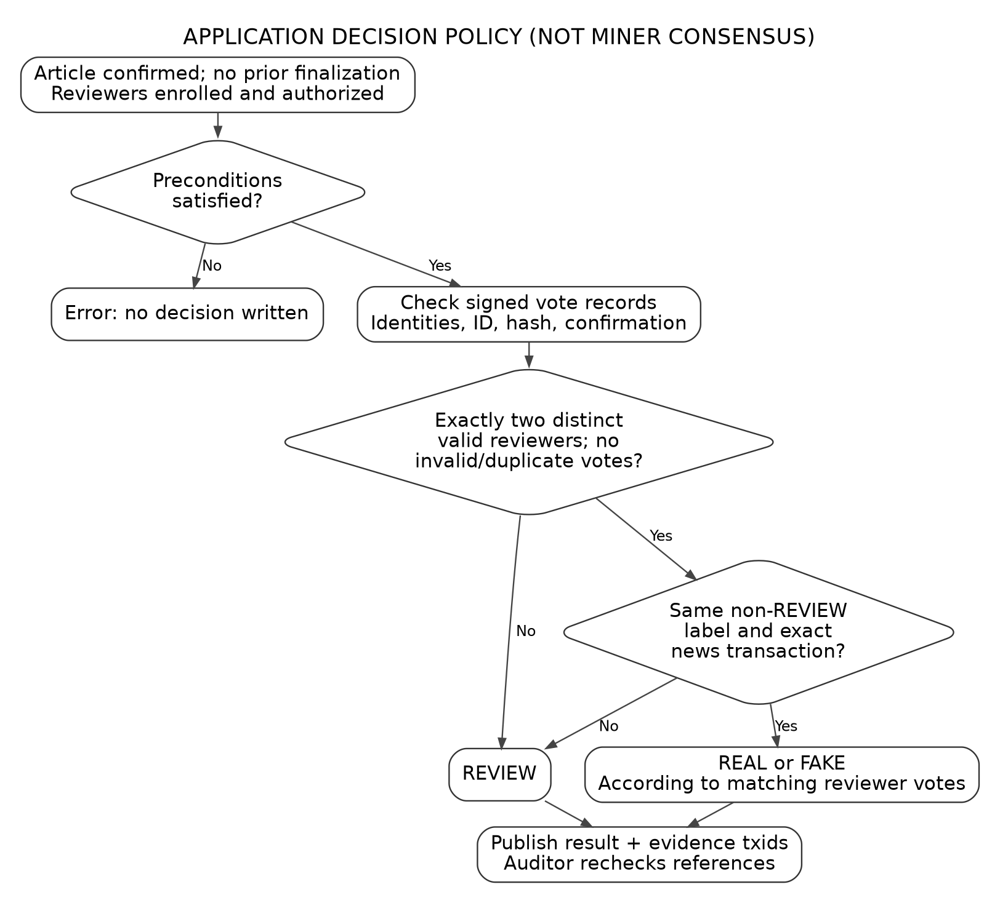 APPLICATION DECISION POLICY (NOT MINER CONSENSUS)
Article confirmed; no prior finalization
Reviewers enrolled and authorized
Preconditions
satisfied?
No
Yes
Error: no decision written
Check signed vote records
Identities, ID, hash, confirmation
Exactly two distinct
valid reviewers; no
invalid/duplicate votes?
Yes
No
Same non-REVIEW
label and exact
news transaction?
No
Yes
REVIEW
REAL or FAKE
According to matching reviewer votes
Publish result + evidence txids
Auditor rechecks references